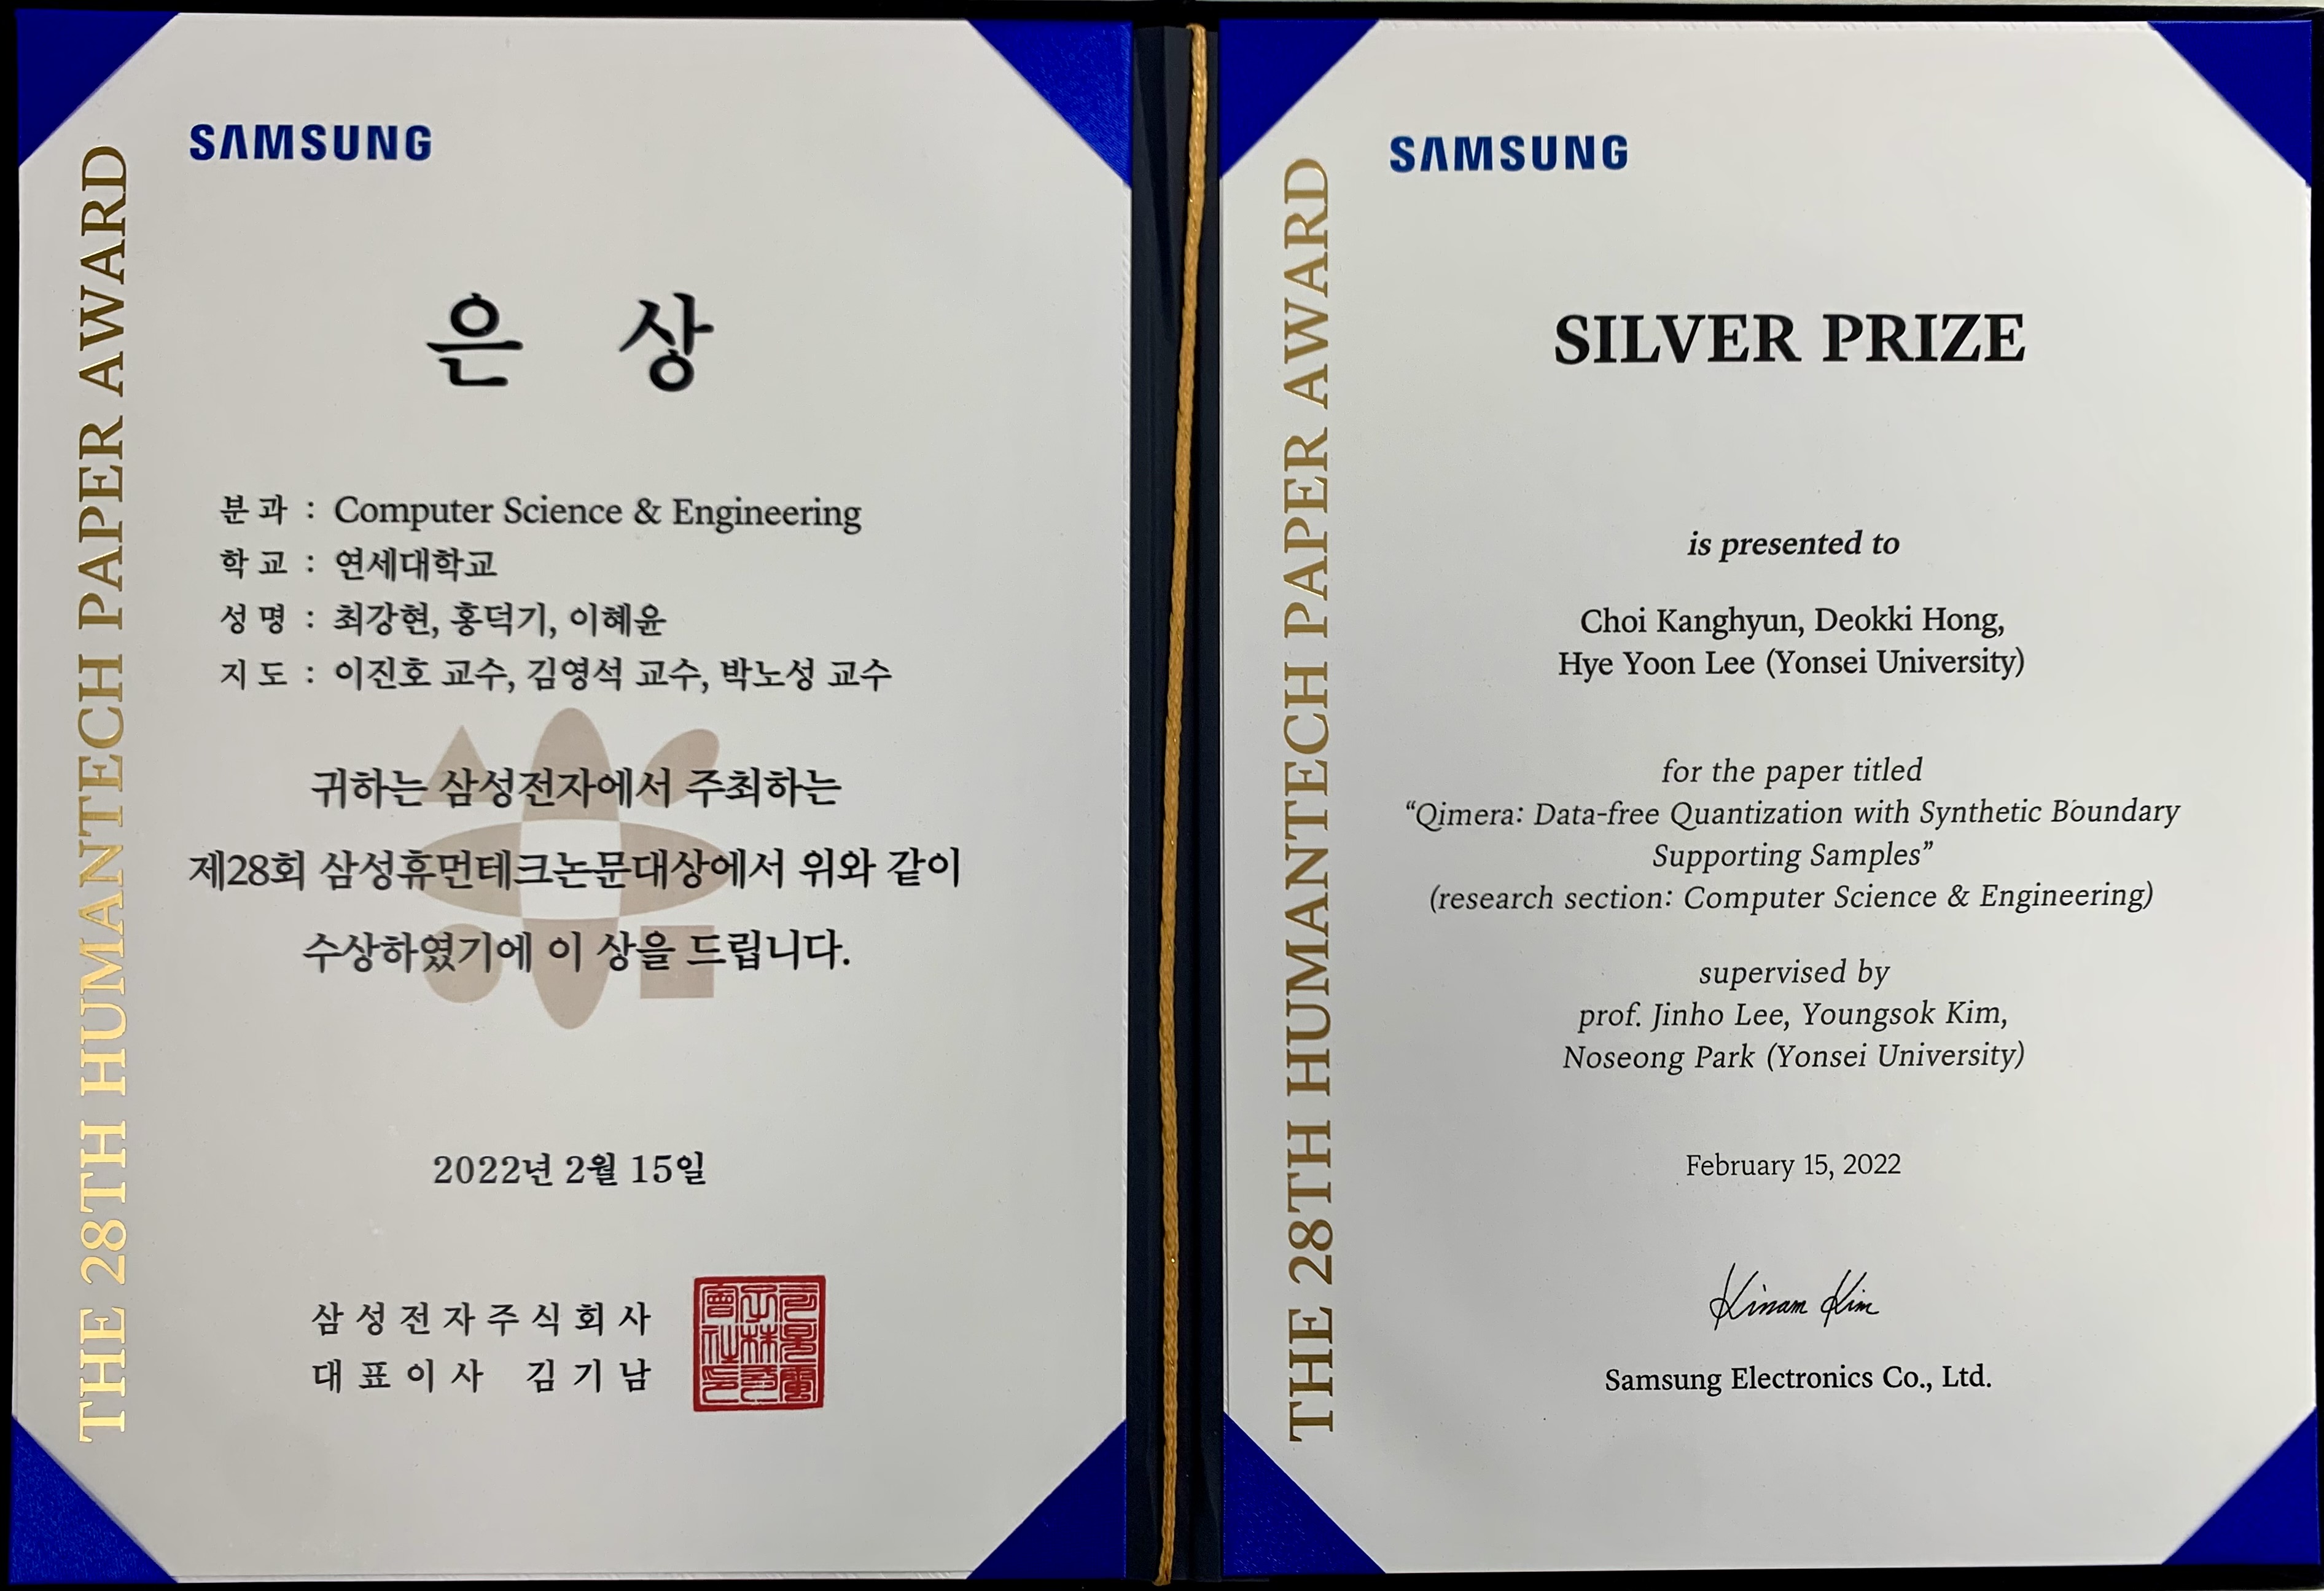 THE 28TH HUMANTECH PAPER AWARD
SAMSUNG
은 상
분 과 : Computer Science & Engineering
학 교 : 연세대학교
성 명 : 최강현, 홍덕기, 이혜윤
지 도 : 이진호 교수, 김영석 교수, 박노성 교수
귀하는 삼성전자에서 주최하는
제28회 삼성휴먼테크논문대상에서 위와 같이
수상하였기에 이 상을 드립니다.
2022년 2월 15일
삼성전자주식회사
대표이사 김기남
THE 28TH HUMANTECH PAPER AWARD
SAMSUNG
SILVER PRIZE
is presented to
Choi Kanghyun, Deokki Hong,
Hye Yoon Lee (Yonsei University)
for the paper titled
“Qimera: Data-free Quantization with Synthetic Boundary
Supporting Samples”
(research section: Computer Science & Engineering)
supervised by
prof. Jinho Lee, Youngsok Kim,
Noseong Park (Yonsei University)
February 15, 2022
Kinam Kim
Samsung Electronics Co., Ltd.